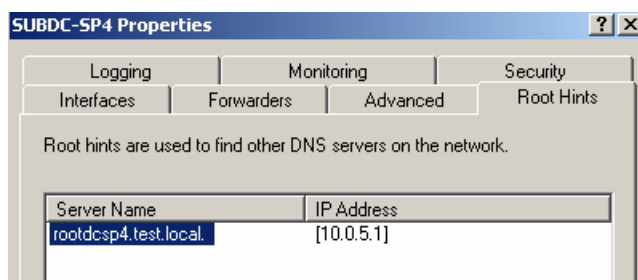 SUBDC-SP4 Properties ? X
Logging Monitoring Security
Interfaces Forwarders Advanced Root Hints
Root hints are used to find other DNS servers on the network.
Server Name IP Address
rootdcsp4.test.local. [10.0.5.1]